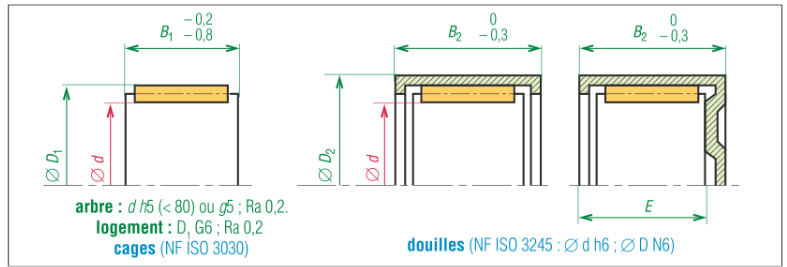 B₁ − 0,2 − 0,8
B₂ 0 − 0,3
B₂ 0 − 0,3
Ø D₁
Ø d
Ø D₂
Ø d
E
arbre : d h5 (< 80) ou g5 ; Ra 0,2.
logement : D₁ G6 ; Ra 0,2
cages (NF ISO 3030)
douilles (NF ISO 3245 : Ø d h6 ; Ø D N6)